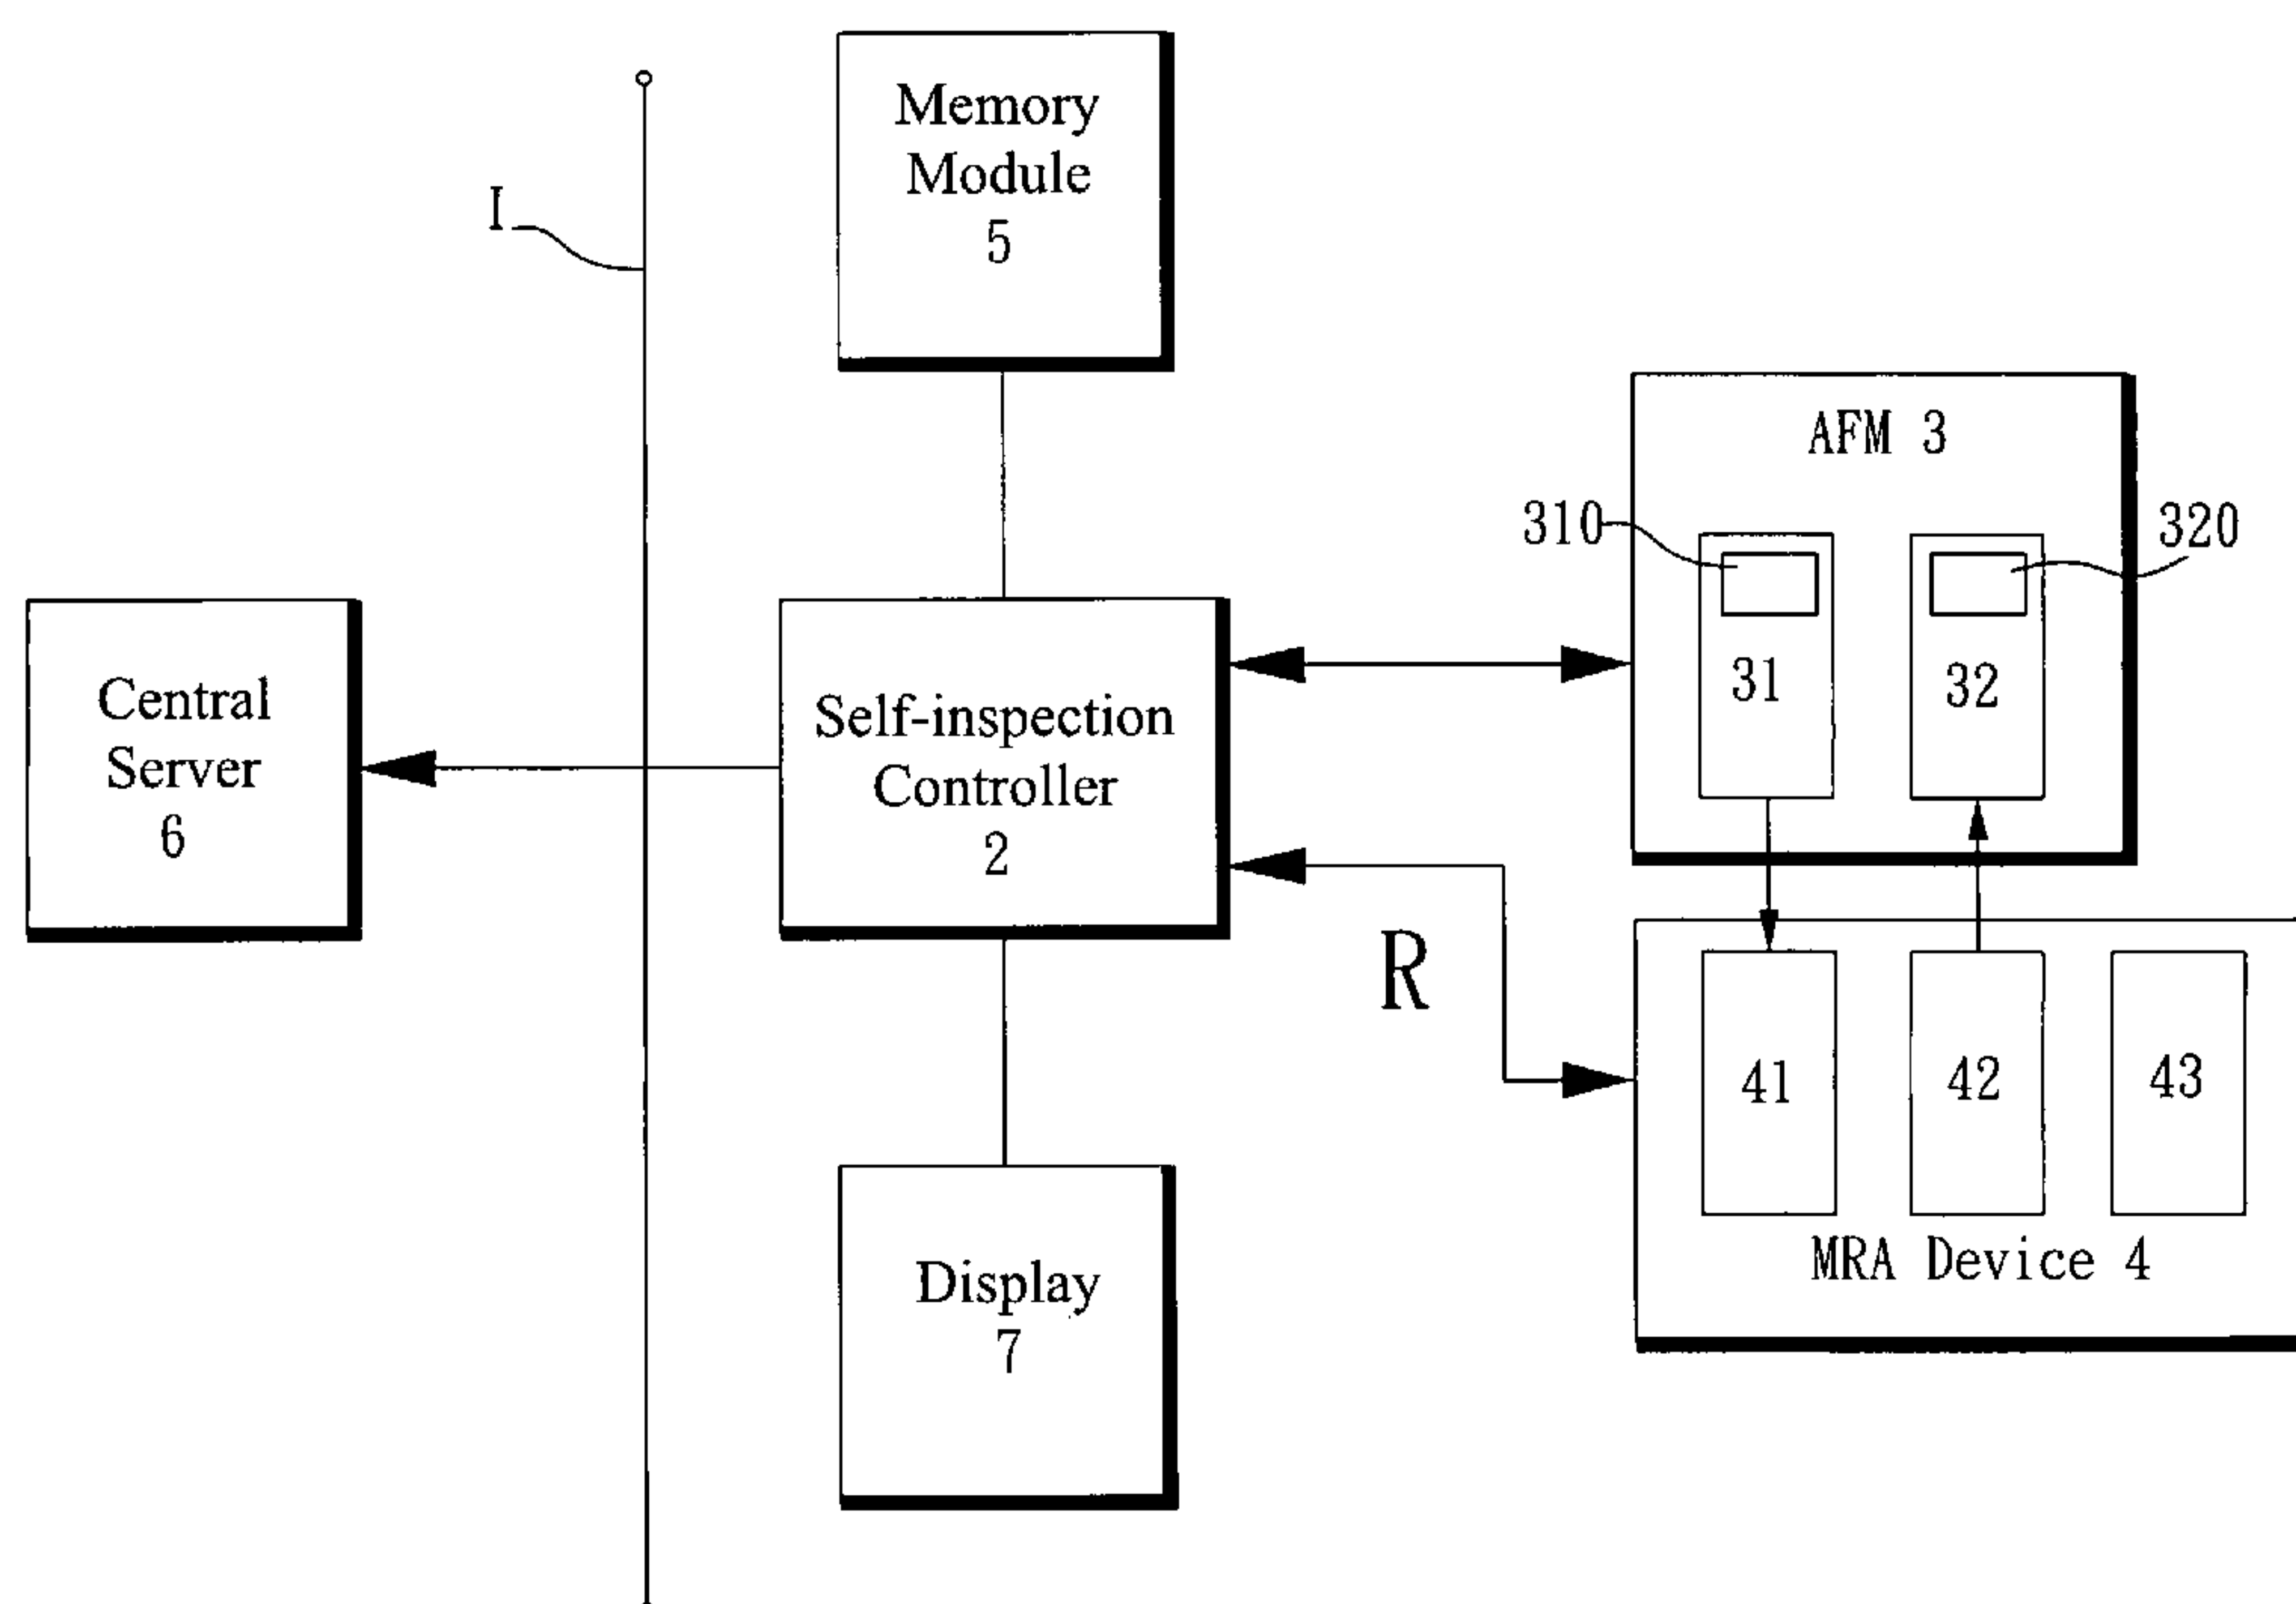 Memory
Module
5
I
AFM 3
310
320
31
32
Central
Server
6
Self-inspection
Controller
2
R
41
42
43
MRA Device 4
Display
7